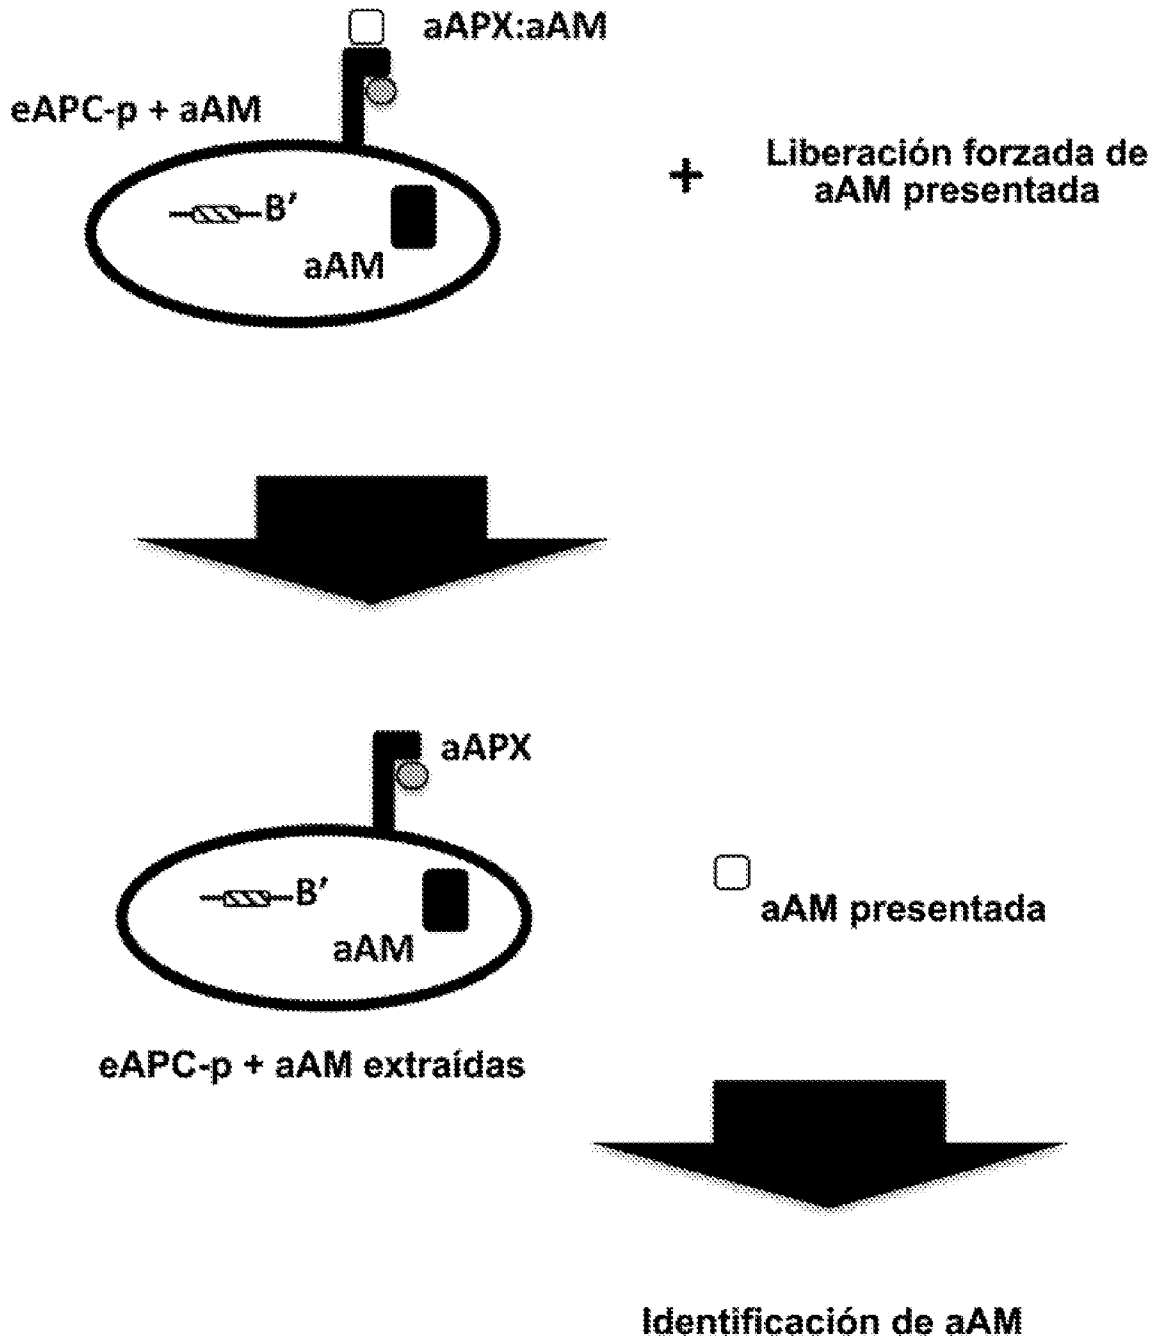 aAPX:aAM
eAPC-p + aAM
+
Liberación forzada de
aAM presentada
B'
aAM
aAPX
B'
aAM
aAM presentada
eAPC-p + aAM extraídas
Identificación de aAM